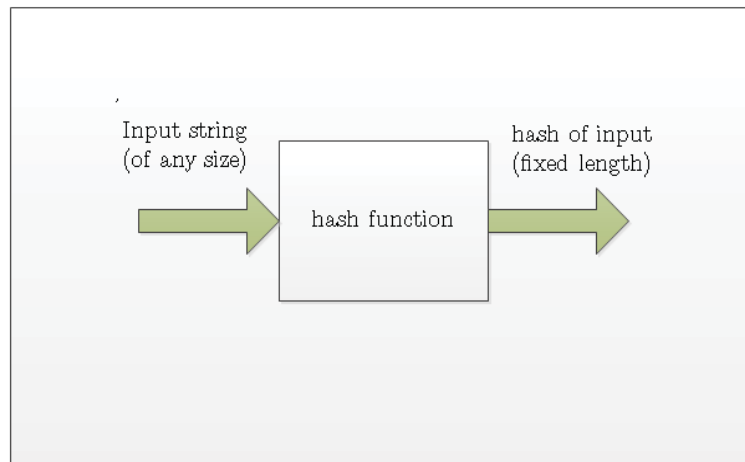 ,
Input string
(of any size)
hash function
hash of input
(fixed length)